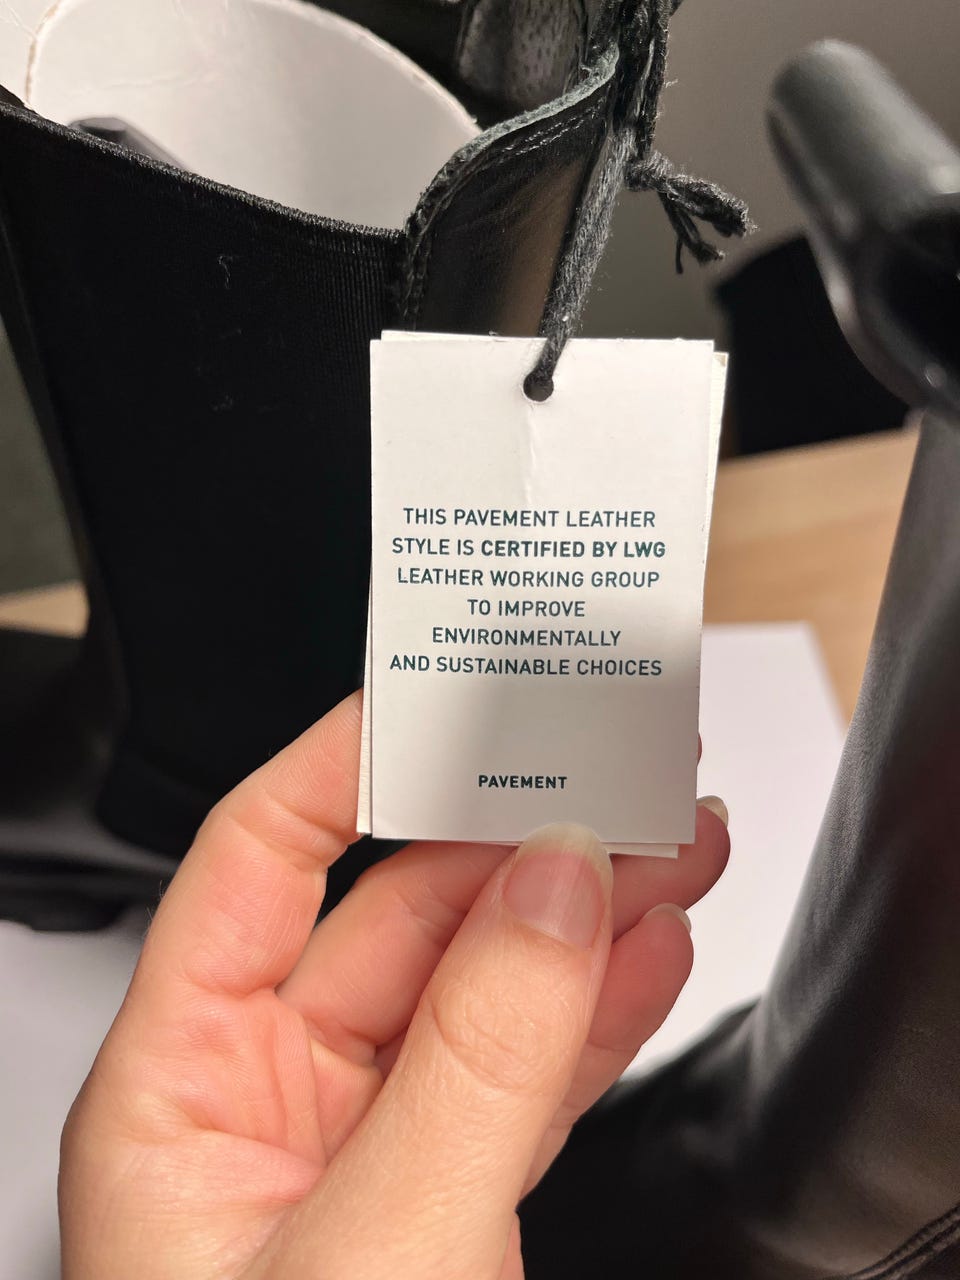 THIS PAVEMENT LEATHER
STYLE IS CERTIFIED BY LWG
LEATHER WORKING GROUP
TO IMPROVE
ENVIRONMENTALLY
AND SUSTAINABLE CHOICES
PAVEMENT